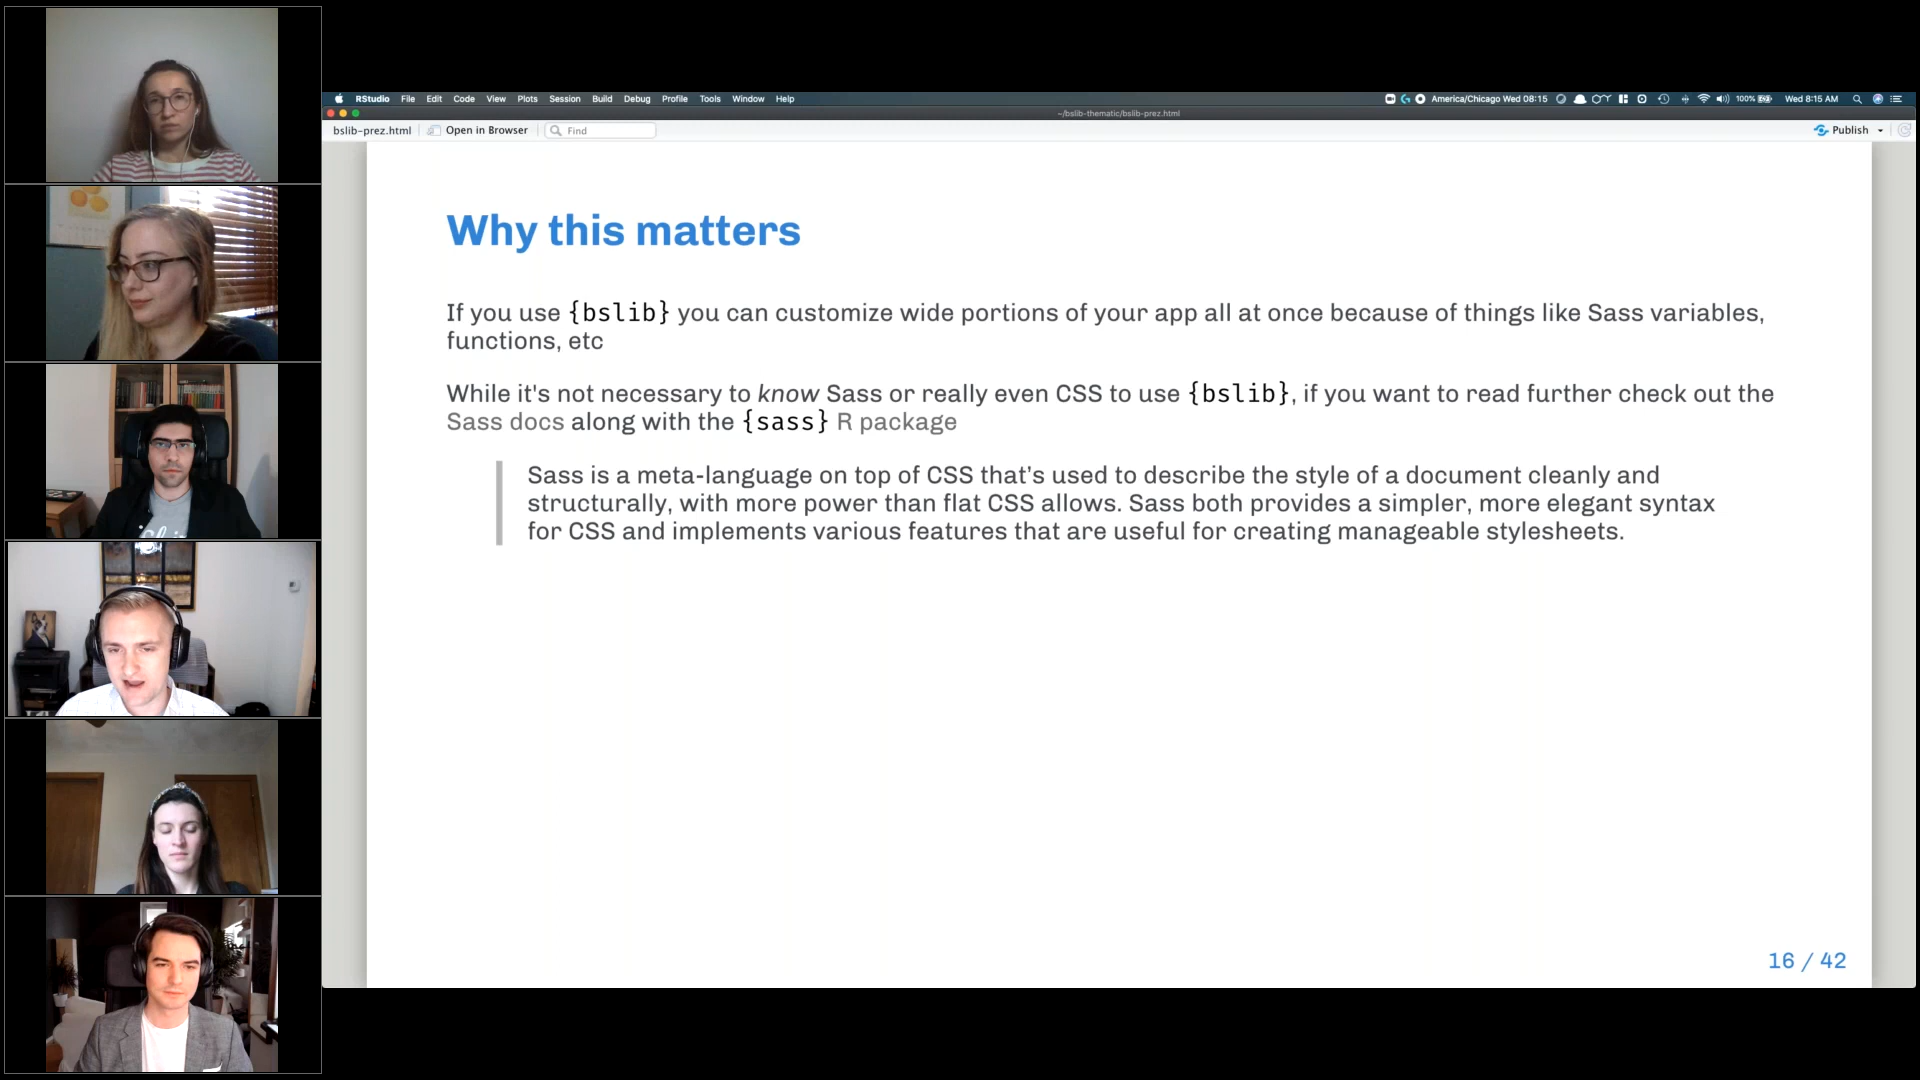 RStudio File Edit Code View Plots Session Build Debug Profile Tools Window Help America/Chicago Wed 08:15 100% Wed 8:15 AM
~/bslib-thematic/bslib-prez.html
bslib-prez.html Open in Browser Find Publish
Why this matters
If you use {bslib} you can customize wide portions of your app all at once because of things like Sass variables,
functions, etc
While it's not necessary to know Sass or really even CSS to use {bslib}, if you want to read further check out the
Sass docs along with the {sass} R package
Sass is a meta-language on top of CSS that’s used to describe the style of a document cleanly and
structurally, with more power than flat CSS allows. Sass both provides a simpler, more elegant syntax
for CSS and implements various features that are useful for creating manageable stylesheets.
16 / 42